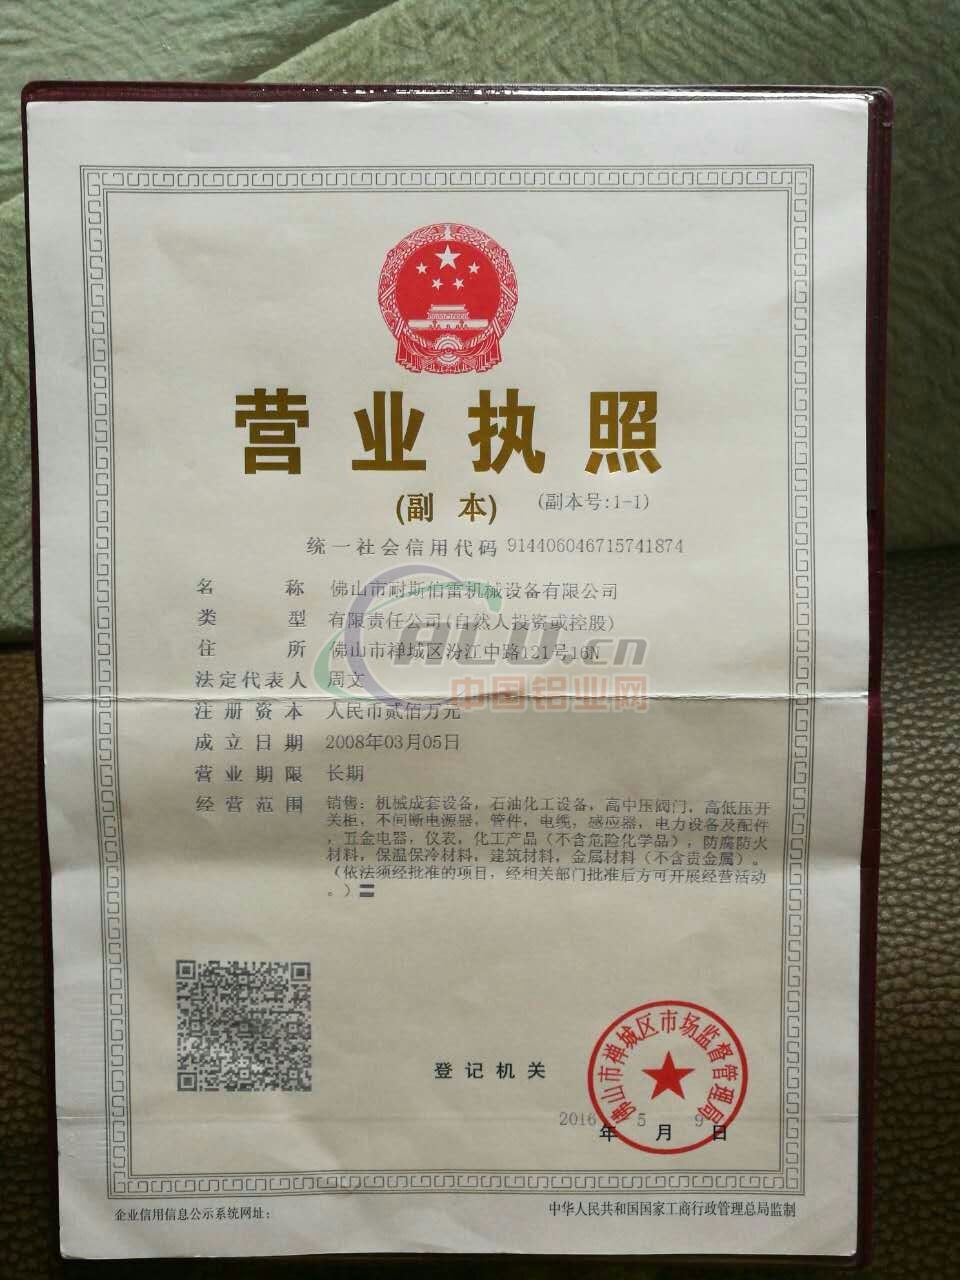 营业执照
(副 本) (副本号:1-1)
统一社会信用代码 914406046715741874
名称 佛山市耐斯伯雷机械设备有限公司
类型 有限责任公司(自然人投资或控股)
住所 佛山市禅城区汾江中路121号16N
法定代表人 周文
注册资本 人民币贰佰万元
成立日期 2008年03月05日
营业期限 长期
经营范围 销售：机械成套设备，石油化工设备，高中压阀门，高低压开
关柜，不间断电源器，管件，电缆，感应器，电力设备及配件
，五金电器，仪表，化工产品（不含危险化学品），防腐防火
材料，保温保冷材料，建筑材料，金属材料（不含贵金属）。
（依法须经批准的项目，经相关部门批准后方可开展经营活动
。）
ALU.cn
中国铝业网
登记机关
佛山市禅城区市场监督管理局
2016年5月9日
企业信用信息公示系统网址：
中华人民共和国国家工商行政管理总局监制